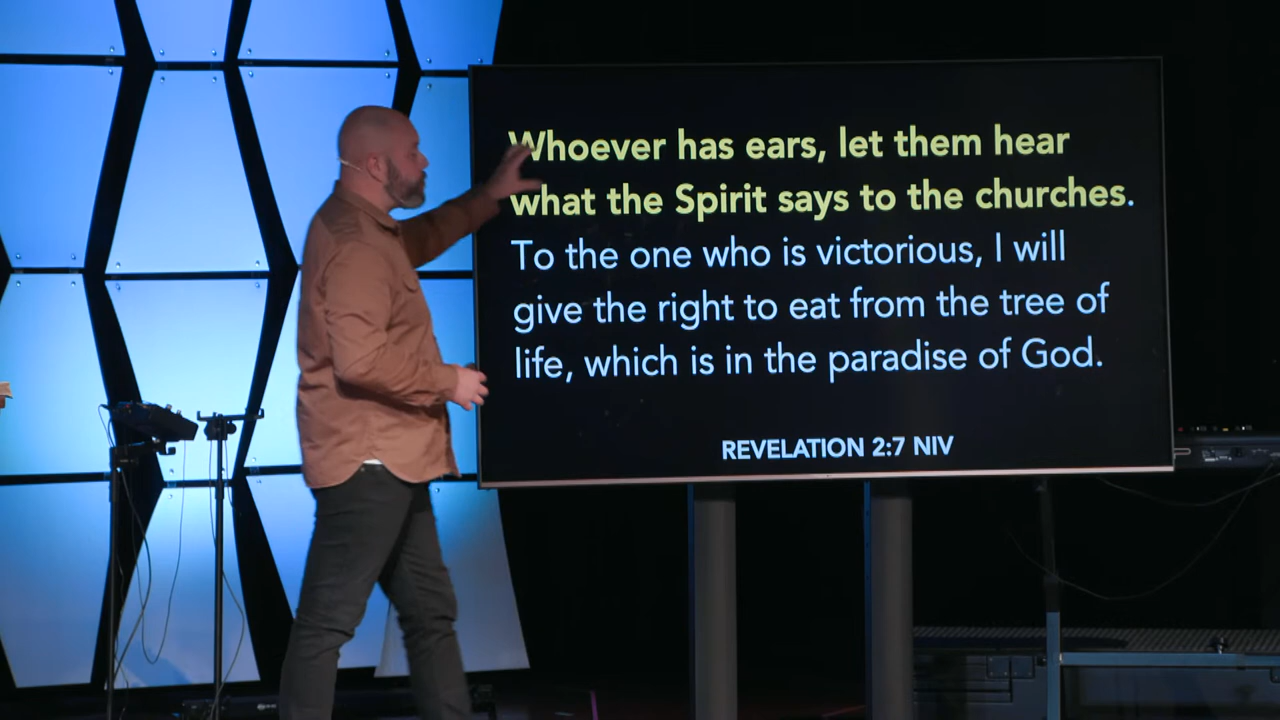 Whoever has ears, let them hear
what the Spirit says to the churches.
To the one who is victorious, I will
give the right to eat from the tree of
life, which is in the paradise of God.
REVELATION 2:7 NIV